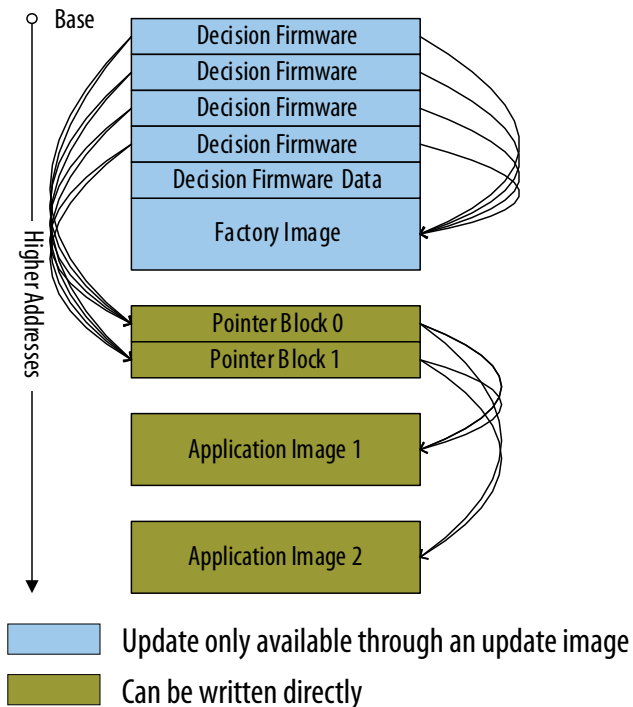 Base
Decision Firmware
Decision Firmware
Decision Firmware
Decision Firmware
Decision Firmware Data
Factory Image
Higher Addresses
Pointer Block 0
Pointer Block 1
Application Image 1
Application Image 2
Update only available through an update image
Can be written directly